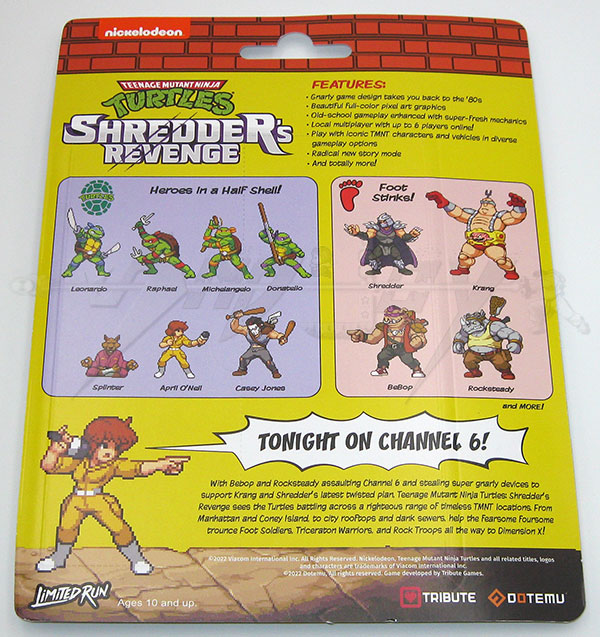 nickelodeon
TEENAGE MUTANT NINJA
TURTLES
SHREDDER's
REVENGE
FEATURES:
• Gnarly game design takes you back to the '80s
• Beautiful full-color pixel art graphics
• Old-school gameplay enhanced with super-fresh mechanics
• Local multiplayer with up to 6 players online!
• Play with iconic TMNT characters and vehicles in diverse
gameplay options
• Radical new story mode
• And totally more!
Heroes in a Half Shell!
Leonardo
Raphael
Michelangelo
Donatello
Splinter
April O'Neil
Casey Jones
Foot
Stinks!
Shredder
Krang
BeBop
Rocksteady
and MORE!
TONIGHT ON CHANNEL 6!
With Bebop and Rocksteady assaulting Channel 6 and stealing super gnarly devices to
support Krang and Shredder's latest twisted plan, Teenage Mutant Ninja Turtles: Shredder's
Revenge sees the Turtles battling across a righteous range of timeless TMNT locations. From
Manhattan and Coney Island, to city rooftops and dark sewers, help the fearsome foursome
trounce Foot Soldiers, Triceraton Warriors, and Rock Troops all the way to Dimension X!
©2022 Viacom International Inc. All Rights Reserved. Nickelodeon, Teenage Mutant Ninja Turtles and all related titles, logos
and characters are trademarks of Viacom International Inc.
©2022 Dotemu, All rights reserved. Game developed by Tribute Games.
LIMITED RUN
Ages 10 and up.
TRIBUTE
DOTEMU